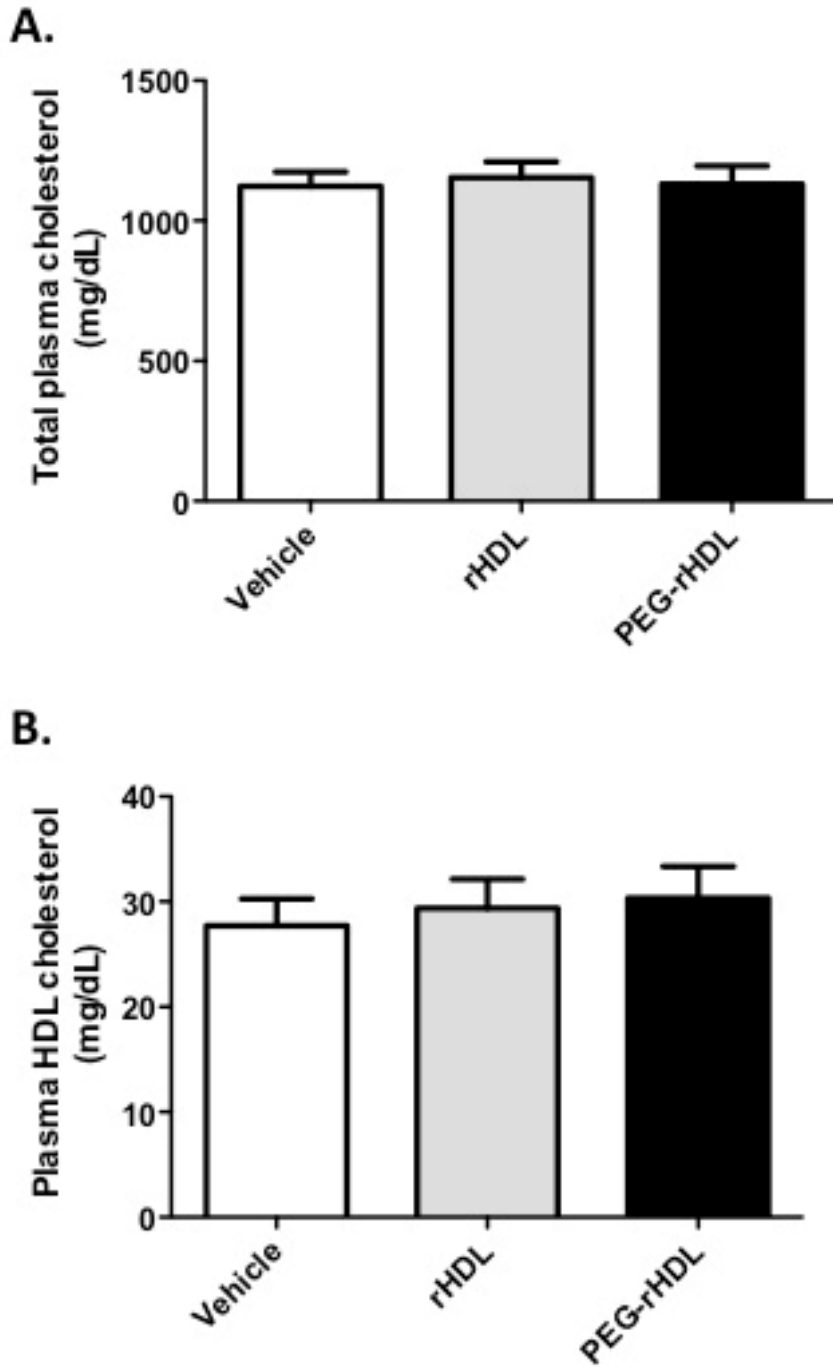 A.
Total plasma cholesterol
(mg/dL)
1500
1000
500
0
Vehicle
rHDL
PEG-rHDL
B.
Plasma HDL cholesterol
(mg/dL)
40
30
20
10
0
Vehicle
rHDL
PEG-rHDL